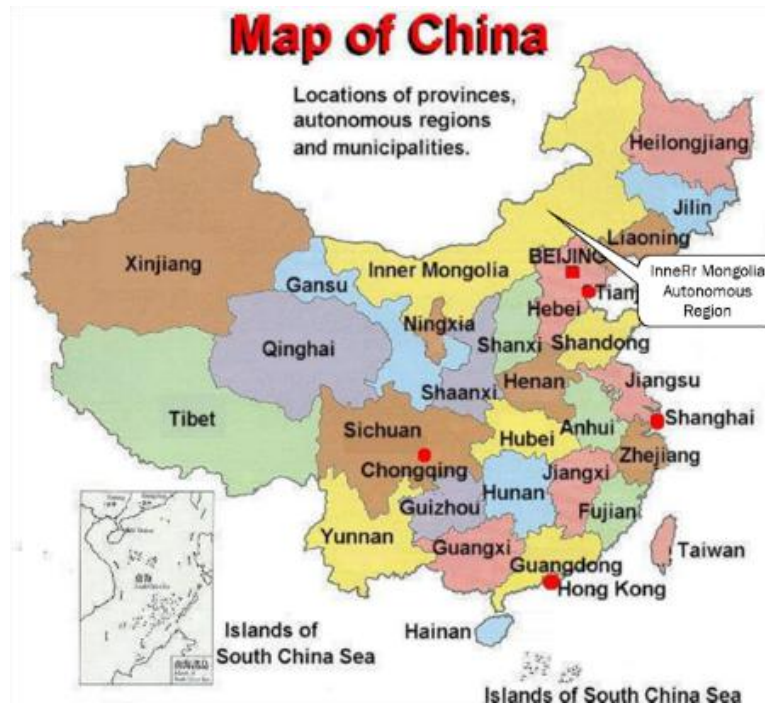 Map of China
Locations of provinces,
autonomous regions
and municipalities.
Heilongjiang
Jilin
Liaoning
Xinjiang
Inner Mongolia
BEIJING
InneRr Mongolia
Autonomous
Region
Gansu
Tianj
Hebei
Ningxia
Qinghai
Shanxi
Shandong
Shaanxi
Henan
Jiangsu
Tibet
Sichuan
Anhui
Shanghai
Hubei
Chongqing
Zhejiang
Jiangxi
Hunan
Guizhou
Fujian
Yunnan
Guangxi
Guangdong
Taiwan
Hong Kong
Hainan
南海
Islands of
South China Sea
Islands of South China Sea